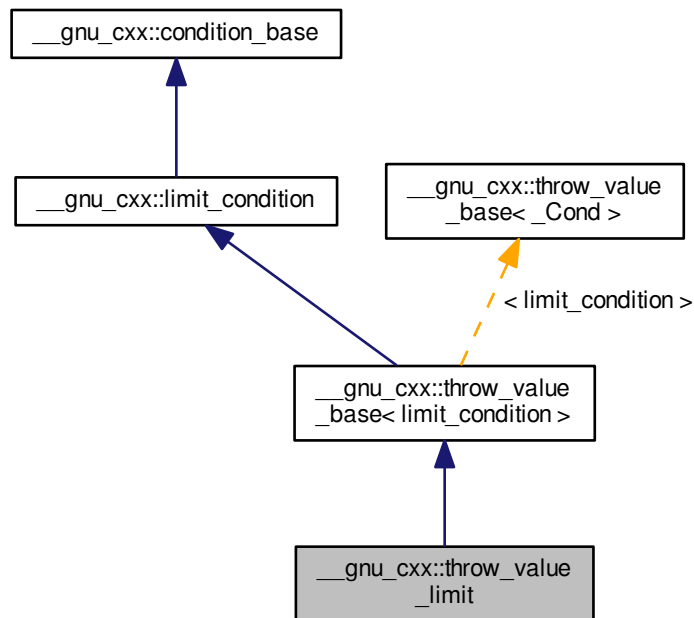 __gnu_cxx::condition_base
__gnu_cxx::limit_condition
__gnu_cxx::throw_value
_base< _Cond >
< limit_condition >
__gnu_cxx::throw_value
_base< limit_condition >
__gnu_cxx::throw_value
_limit